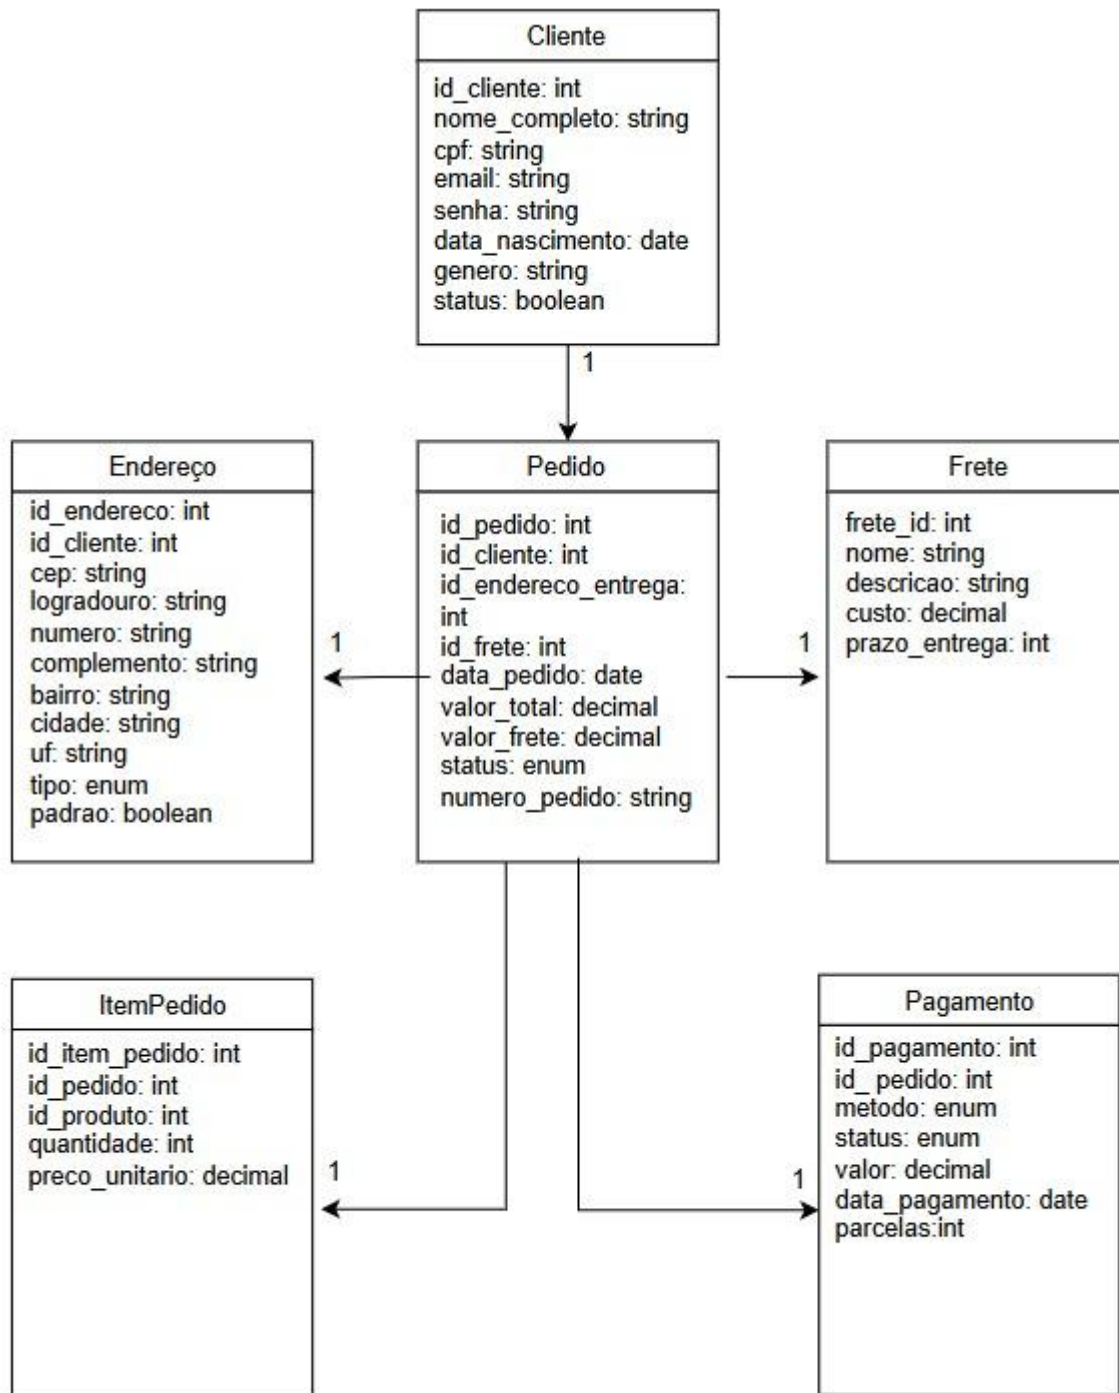 Cliente
id_cliente: int
nome_completo: string
cpf: string
email: string
senha: string
data_nascimento: date
genero: string
status: boolean
1
Endereço
id_endereco: int
id_cliente: int
cep: string
logradouro: string
numero: string
complemento: string
bairro: string
cidade: string
uf: string
tipo: enum
padrao: boolean
1
Pedido
id_pedido: int
id_cliente: int
id_endereco_entrega:
int
id_frete: int
data_pedido: date
valor_total: decimal
valor_frete: decimal
status: enum
numero_pedido: string
1
Frete
frete_id: int
nome: string
descricao: string
custo: decimal
prazo_entrega: int
ItemPedido
id_item_pedido: int
id_pedido: int
id_produto: int
quantidade: int
preco_unitario: decimal
1
1
Pagamento
id_pagamento: int
id_ pedido: int
metodo: enum
status: enum
valor: decimal
data_pagamento: date
parcelas:int